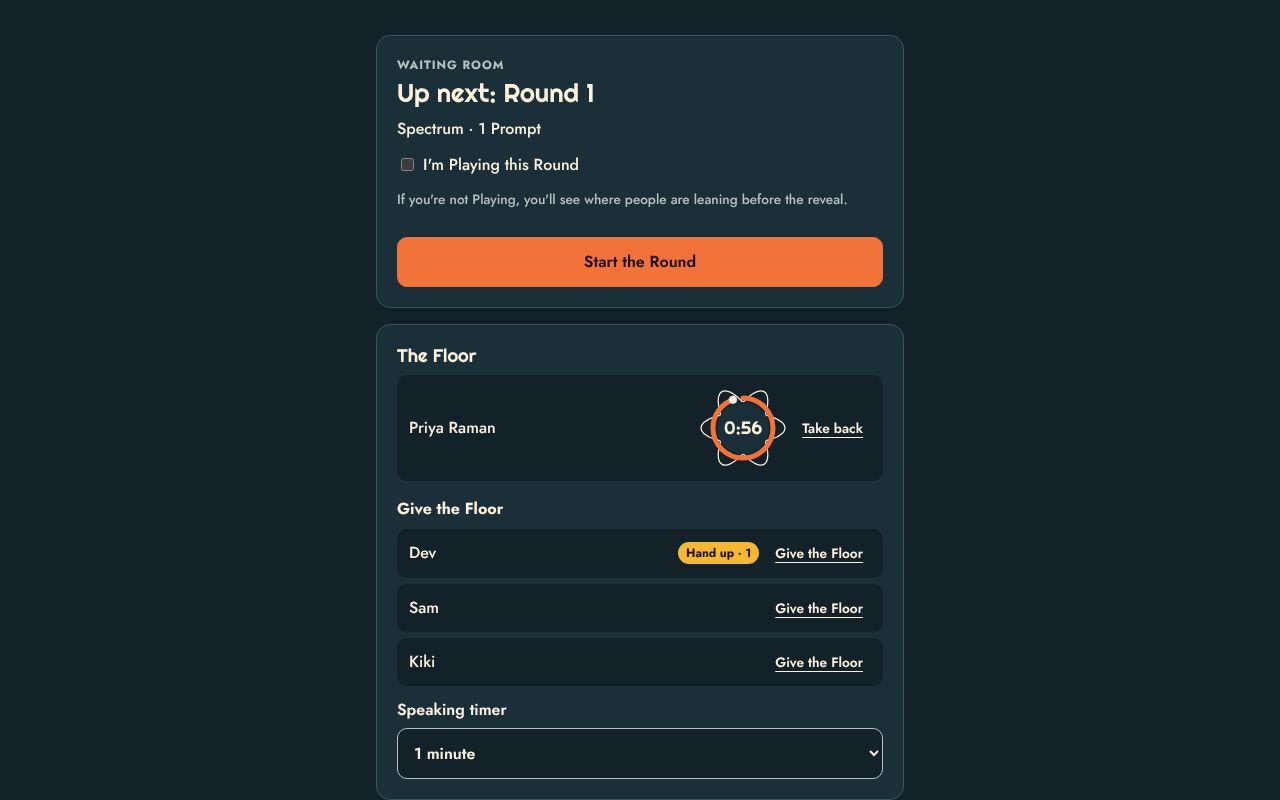 WAITING ROOM
Up next: Round 1
Spectrum · 1 Prompt
I'm Playing this Round
If you're not Playing, you'll see where people are leaning before the reveal.
Start the Round
The Floor
Priya Raman 0:56 Take back
Give the Floor
Dev Hand up · 1 Give the Floor
Sam Give the Floor
Kiki Give the Floor
Speaking timer
1 minute